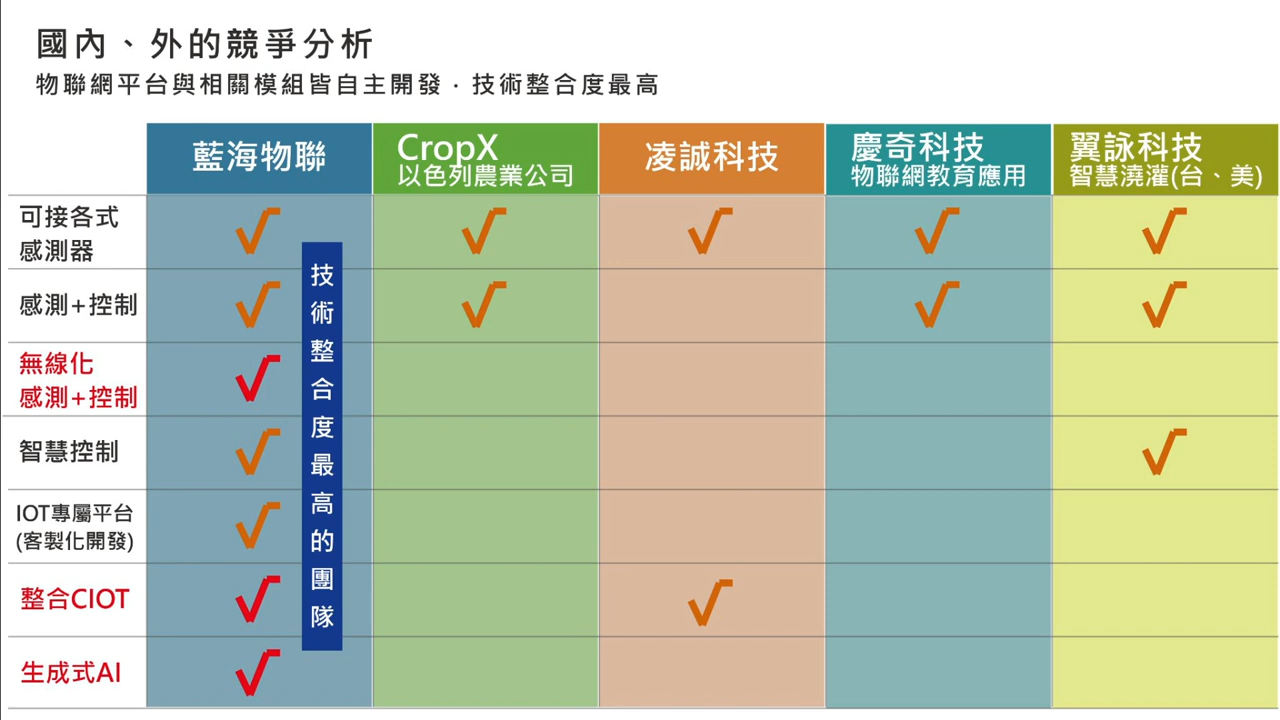 國內、外的競爭分析
物聯網平台與相關模組皆自主開發．技術整合度最高
藍海物聯
CropX
以色列農業公司
凌誠科技
慶奇科技
物聯網教育應用
翼詠科技
智慧澆灌(台、美)
可接各式
感測器
感測+控制
無線化
感測+控制
智慧控制
IOT專屬平台
(客製化開發)
整合CIOT
生成式AI
技術整合度最高的團隊